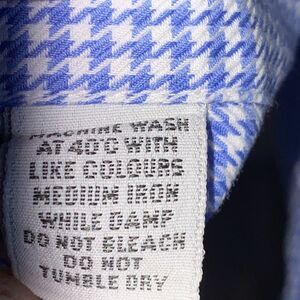 MACHINE WASH
AT 40°C WITH
LIKE COLOURS
MEDIUM IRON
WHILE DAMP
DO NOT BLEACH
DO NOT
TUMBLE DRY